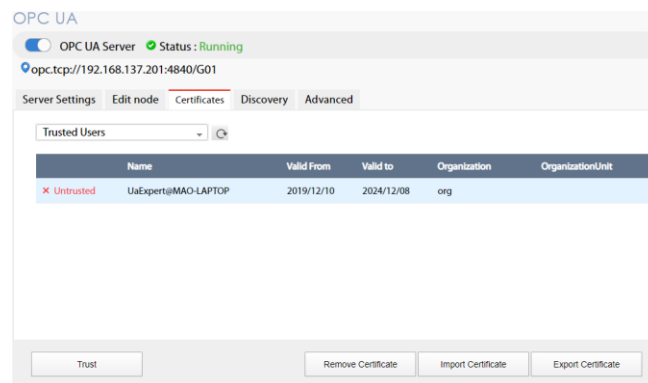 OPC UA
OPC UA Server Status : Running
opc.tcp://192.168.137.201:4840/G01
Server Settings Edit node Certificates Discovery Advanced
Trusted Users
Name Valid From Valid to Organization OrganizationUnit
× Untrusted UaExpert@MAO-LAPTOP 2019/12/10 2024/12/08 org
Trust Remove Certificate Import Certificate Export Certificate